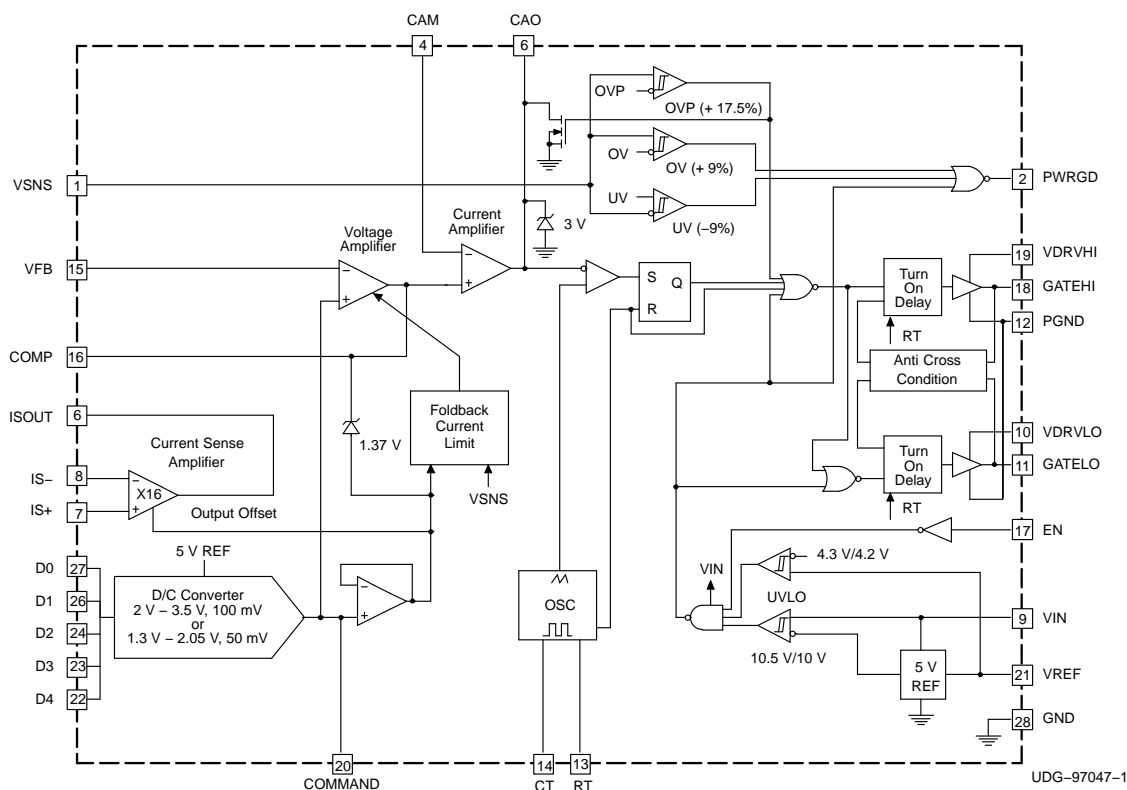 CAM
CAO
4
6
OVP
OVP (+ 17.5%)
OV
OV (+ 9%)
UV
UV (–9%)
VSNS
1
2
PWRGD
3 V
Voltage
Amplifier
Current
Amplifier
VFB
15
–
+
–
+
S
Q
R
Turn
On
Delay
RT
19
VDRVHI
18
GATEHI
12
PGND
COMP
16
Anti Cross
Condition
Foldback
Current
Limit
VSNS
1.37 V
ISOUT
6
Current Sense
Amplifier
IS–
8
IS+
7
–
X16
+
Output Offset
Turn
On
Delay
RT
10
VDRVLO
11
GATELO
17
EN
5 V REF
D/C Converter
2 V – 3.5 V, 100 mV
or
1.3 V – 2.05 V, 50 mV
D0
27
D1
26
D2
24
D3
23
D4
22
–
+
OSC
VIN
4.3 V/4.2 V
UVLO
10.5 V/10 V
9
VIN
5 V
REF
21
VREF
28
GND
20
COMMAND
14
CT
13
RT
UDG–97047–1